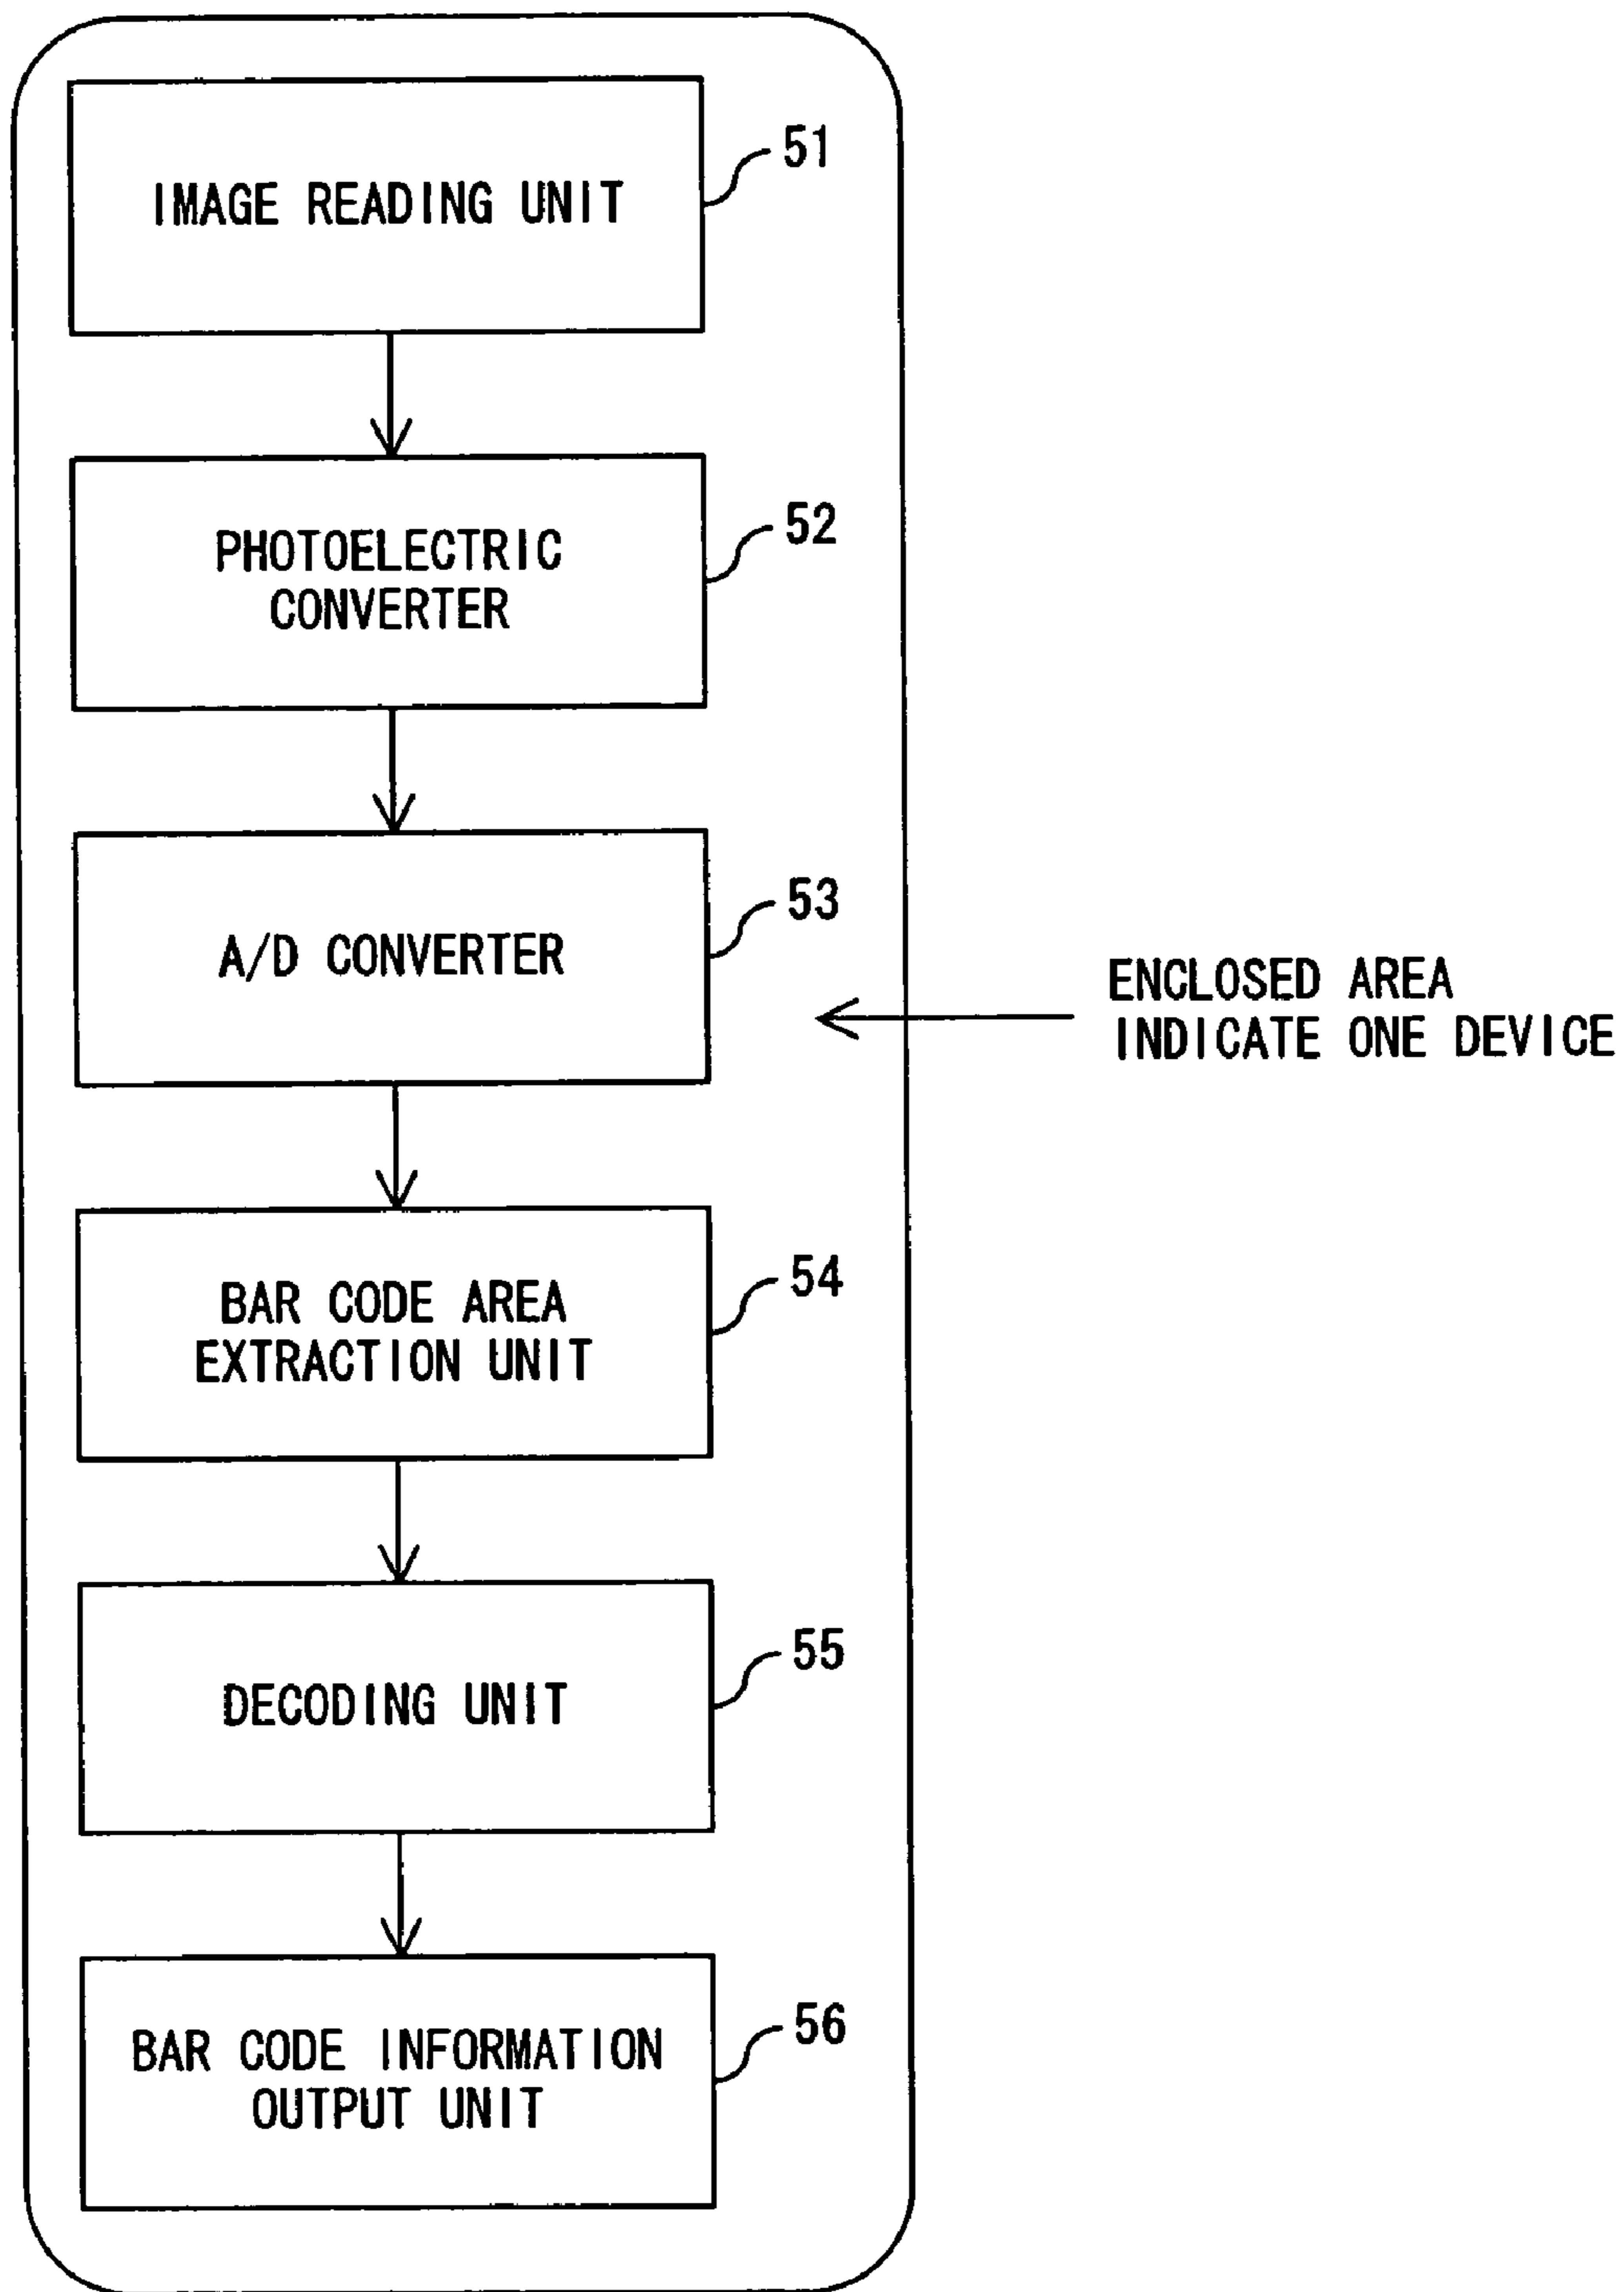 IMAGE READING UNIT
51
PHOTOELECTRIC
CONVERTER
52
A/D CONVERTER
53
ENCLOSED AREA
INDICATE ONE DEVICE
BAR CODE AREA
EXTRACTION UNIT
54
DECODING UNIT
55
BAR CODE INFORMATION
OUTPUT UNIT
56